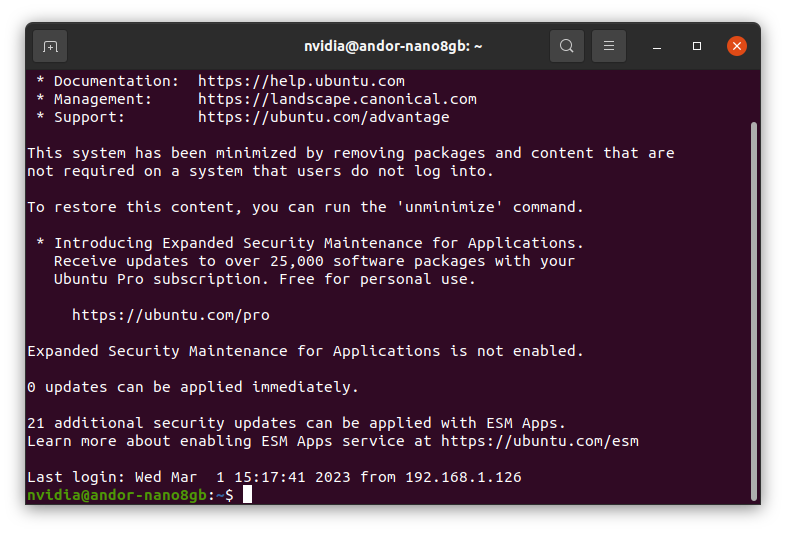 nvidia@andor-nano8gb: ~
* Documentation:  https://help.ubuntu.com
* Management:     https://landscape.canonical.com
* Support:        https://ubuntu.com/advantage
This system has been minimized by removing packages and content that are
not required on a system that users do not log into.
To restore this content, you can run the 'unminimize' command.
* Introducing Expanded Security Maintenance for Applications.
Receive updates to over 25,000 software packages with your
Ubuntu Pro subscription. Free for personal use.
https://ubuntu.com/pro
Expanded Security Maintenance for Applications is not enabled.
0 updates can be applied immediately.
21 additional security updates can be applied with ESM Apps.
Learn more about enabling ESM Apps service at https://ubuntu.com/esm
Last login: Wed Mar  1 15:17:41 2023 from 192.168.1.126
nvidia@andor-nano8gb:~$